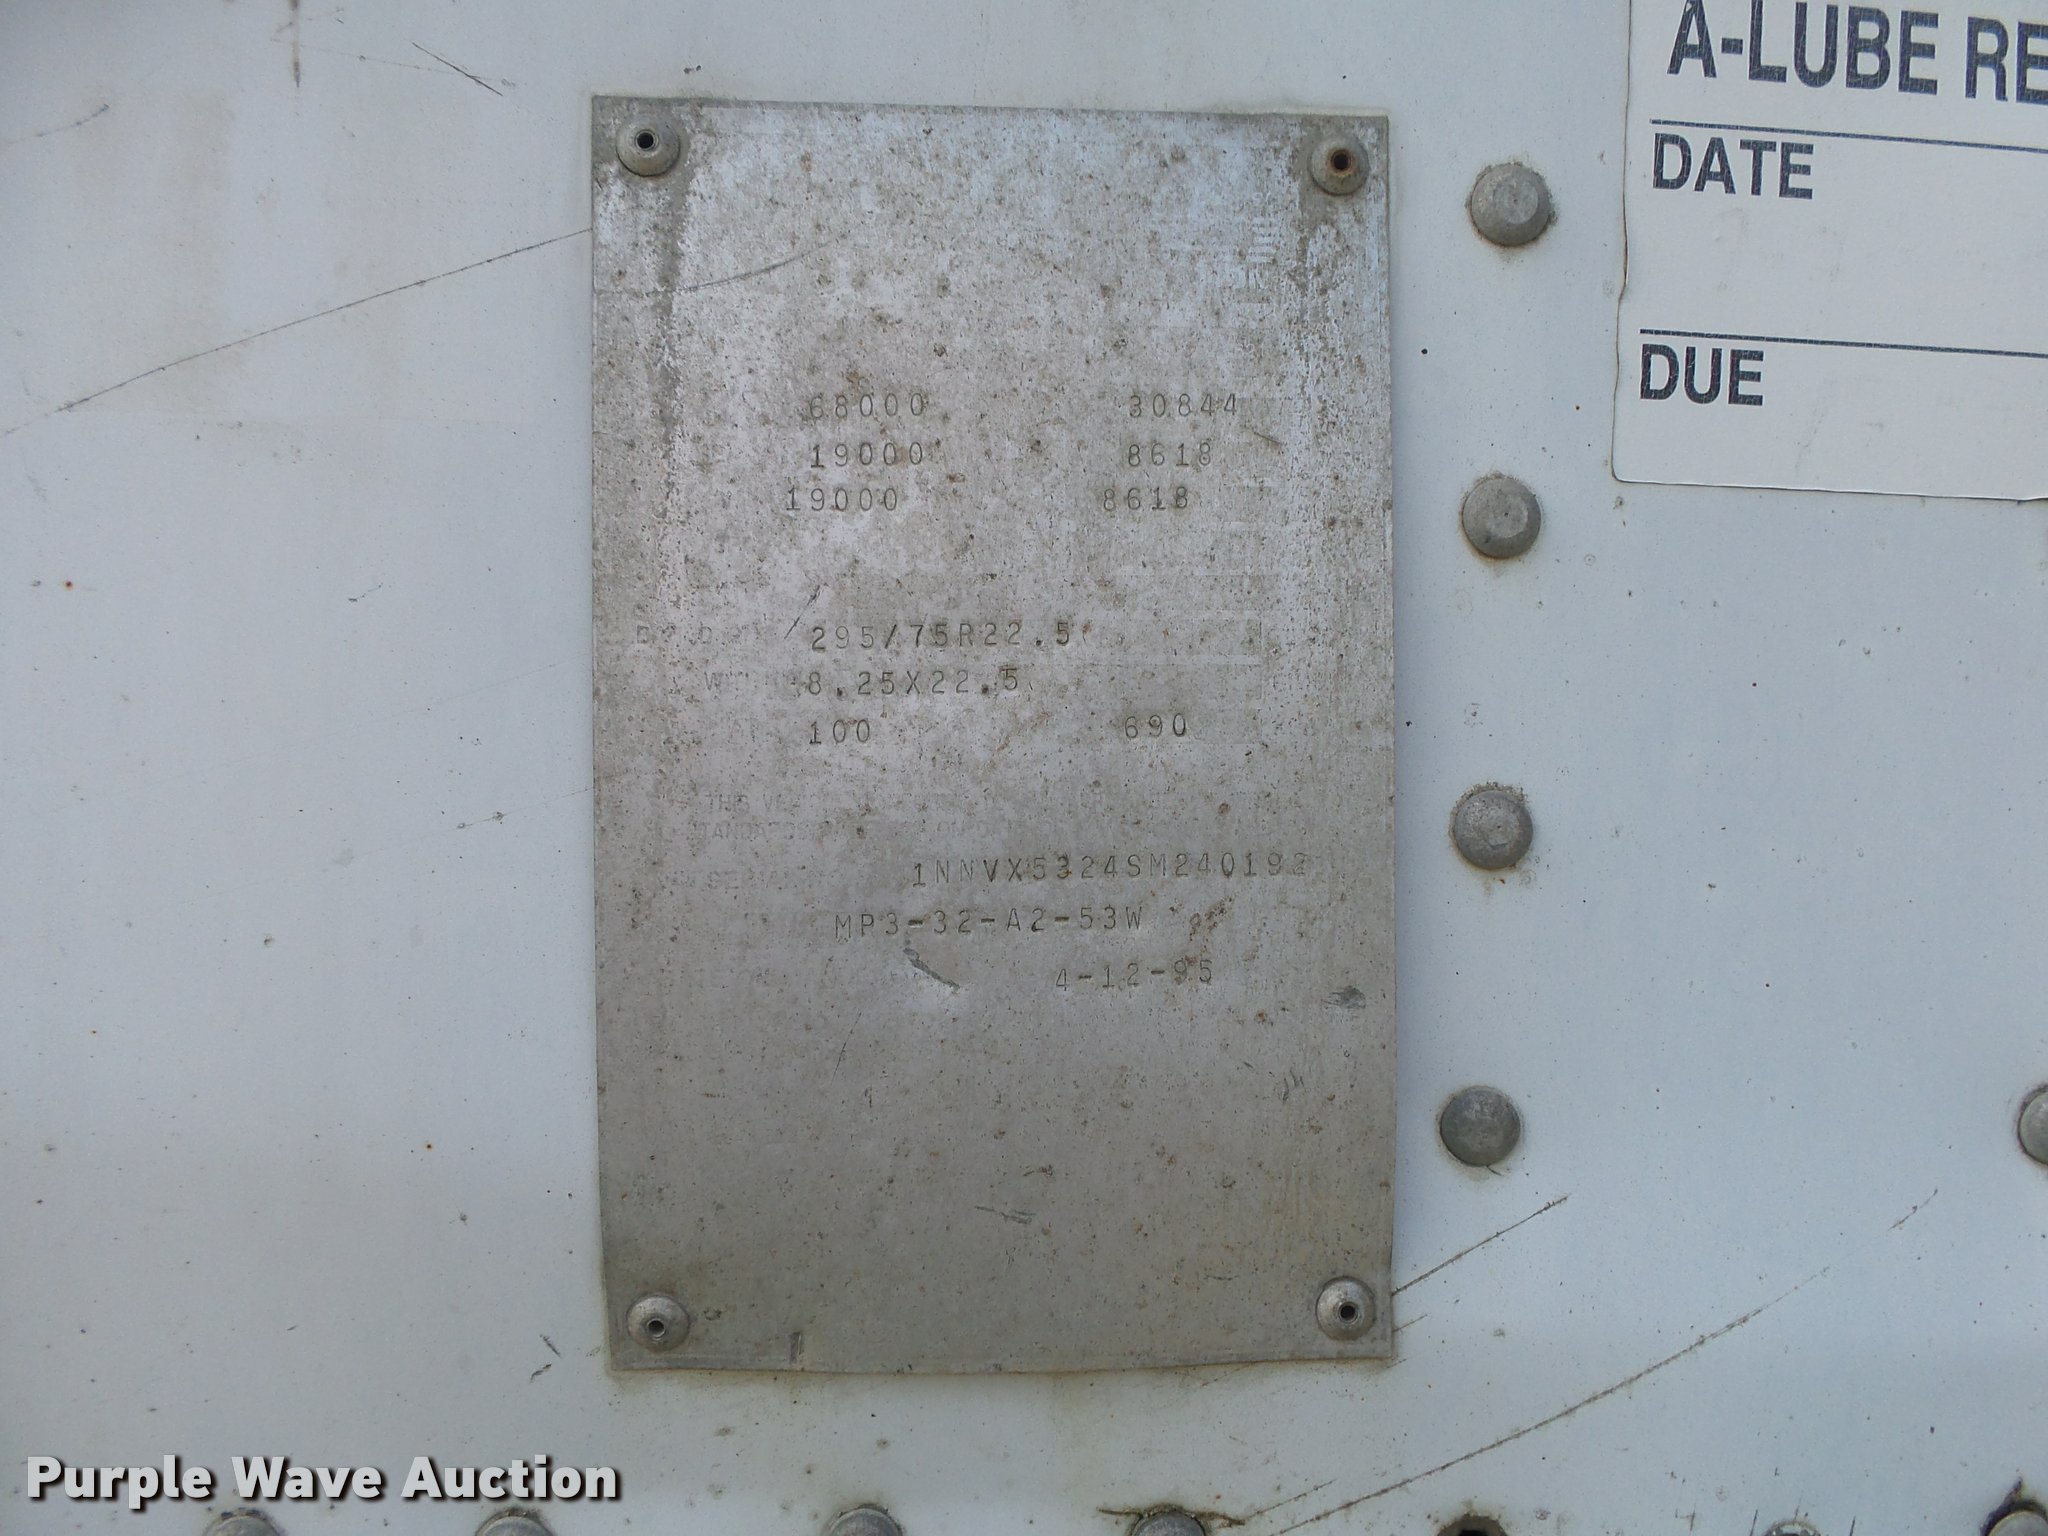 A-LUBE RE
DATE
DUE
68000 30844
19000 8618
19000 8618
295/75R22.5
8.25X22.5
100 690
THIS
1NNVX5324SM240192
MP3-32-A2-53W
4-12-95
Purple Wave Auction